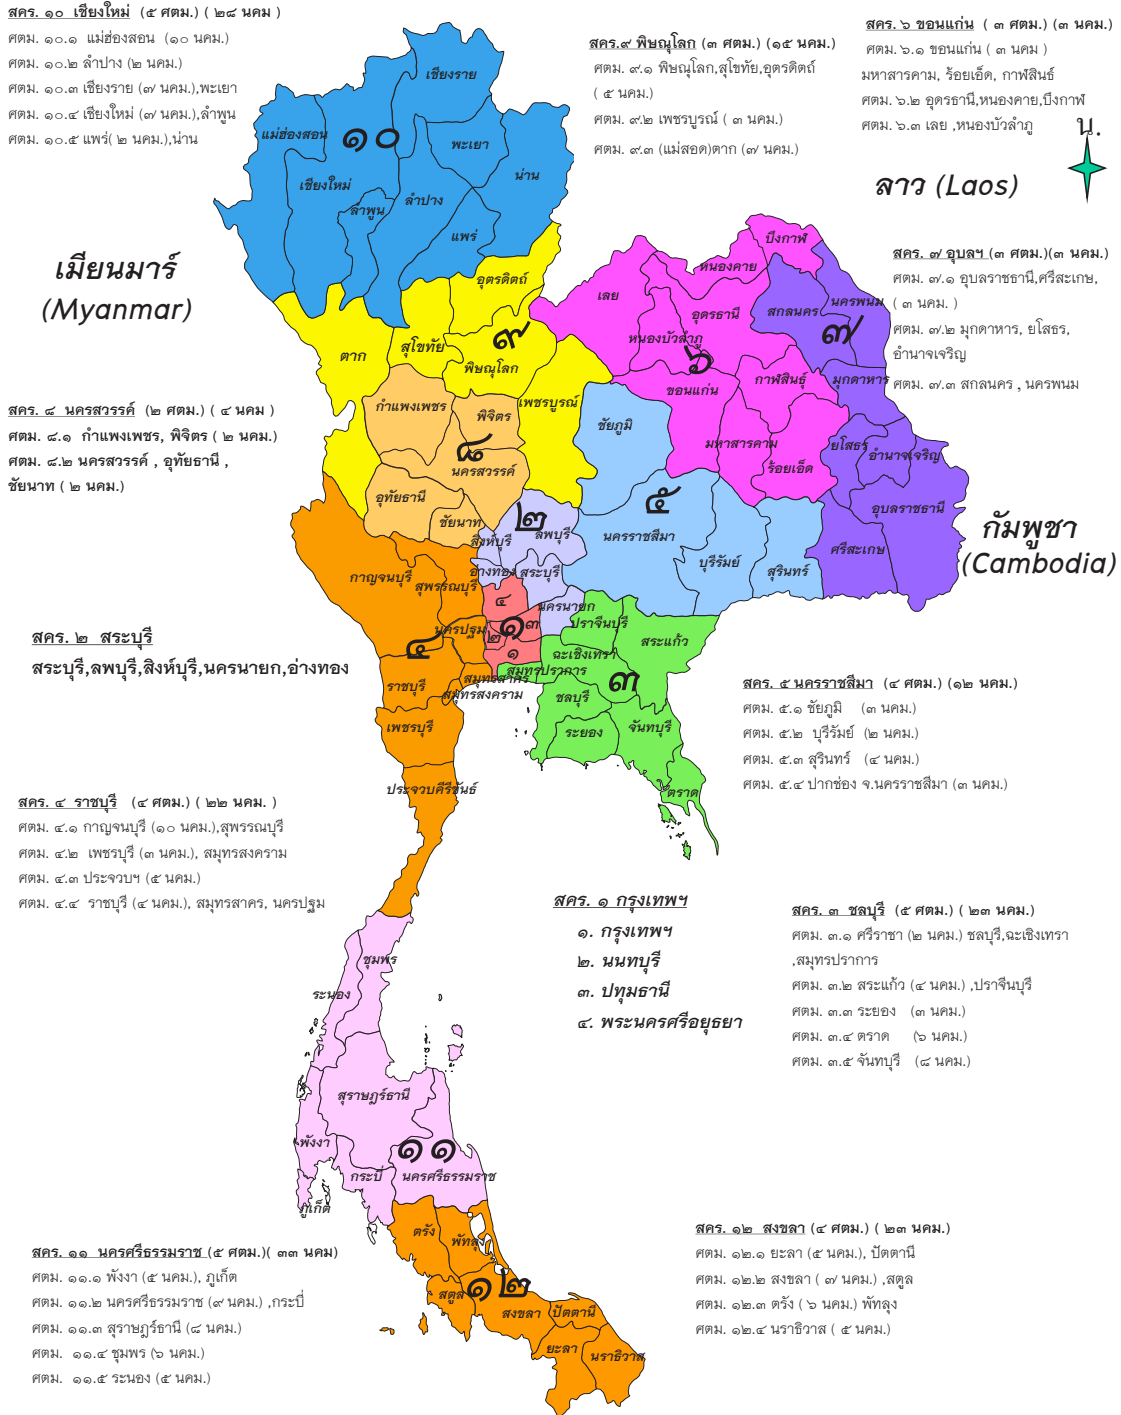 สคร. ๑๐ เชียงใหม่ (๕ ศตม.) ( ๒๘ นคม )
ศตม. ๑๐.๑ แม่ฮ่องสอน (๑๐ นคม.)
ศตม. ๑๐.๒ ลำปาง (๒ นคม.)
ศตม. ๑๐.๓ เชียงราย (๗ นคม.),พะเยา
ศตม. ๑๐.๔ เชียงใหม่ (๗ นคม.),ลำพูน
ศตม. ๑๐.๕ แพร่( ๒ นคม.),น่าน
สคร.๙ พิษณุโลก (๓ ศตม.) (๑๕ นคม.)
ศตม. ๙.๑ พิษณุโลก,สุโขทัย,อุตรดิตถ์
( ๕ นคม.)
ศตม. ๙.๒ เพชรบูรณ์ ( ๓ นคม.)
ศตม. ๙.๓ (แม่สอด)ตาก (๗ นคม.)
สคร. ๖ ขอนแก่น ( ๓ ศตม.) (๓ นคม.)
ศตม. ๖.๑ ขอนแก่น ( ๓ นคม )
มหาสารคาม, ร้อยเอ็ด, กาฬสินธ์
ศตม. ๖.๒ อุดรธานี,หนองคาย,บึงกาฬ
ศตม. ๖.๓ เลย ,หนองบัวลำภู
น.
ลาว (Laos)
เมียนมาร์
(Myanmar)
สคร. ๗ อุบลฯ (๓ ศตม.)(๓ นคม.)
ศตม. ๗.๑ อุบลราชธานี,ศรีสะเกษ,
( ๓ นคม. )
ศตม. ๗.๒ มุกดาหาร, ยโสธร,
อำนาจเจริญ
ศตม. ๗.๓ สกลนคร , นครพนม
สคร. ๘ นครสวรรค์ (๒ ศตม.) ( ๔ นคม )
ศตม. ๘.๑ กำแพงเพชร, พิจิตร ( ๒ นคม.)
ศตม. ๘.๒ นครสวรรค์ , อุทัยธานี ,
ชัยนาท ( ๒ นคม.)
กัมพูชา
(Cambodia)
สคร. ๒ สระบุรี
สระบุรี,ลพบุรี,สิงห์บุรี,นครนายก,อ่างทอง
สคร. ๕ นครราชสีมา (๔ ศตม.) (๑๒ นคม.)
ศตม. ๕.๑ ชัยภูมิ (๓ นคม.)
ศตม. ๕.๒ บุรีรัมย์ (๒ นคม.)
ศตม. ๕.๓ สุรินทร์ (๔ นคม.)
ศตม. ๕.๔ ปากช่อง จ.นครราชสีมา (๓ นคม.)
สคร. ๔ ราชบุรี (๔ ศตม.) ( ๒๒ นคม. )
ศตม. ๔.๑ กาญจนบุรี (๑๐ นคม.),สุพรรณบุรี
ศตม. ๔.๒ เพชรบุรี (๓ นคม.), สมุทรสงคราม
ศตม. ๔.๓ ประจวบฯ (๕ นคม.)
ศตม. ๔.๔ ราชบุรี (๔ นคม.), สมุทรสาคร, นครปฐม
สคร. ๑ กรุงเทพฯ
๑. กรุงเทพฯ
๒. นนทบุรี
๓. ปทุมธานี
๔. พระนครศรีอยุธยา
สคร. ๓ ชลบุรี (๕ ศตม.) ( ๒๓ นคม.)
ศตม. ๓.๑ ศรีราชา (๒ นคม.) ชลบุรี,ฉะเชิงเทรา
,สมุทรปราการ
ศตม. ๓.๒ สระแก้ว (๔ นคม.) ,ปราจีนบุรี
ศตม. ๓.๓ ระยอง (๓ นคม.)
ศตม. ๓.๔ ตราด (๖ นคม.)
ศตม. ๓.๕ จันทบุรี (๘ นคม.)
สคร. ๑๑ นครศรีธรรมราช (๕ ศตม.)( ๓๓ นคม)
ศตม. ๑๑.๑ พังงา (๕ นคม.), ภูเก็ต
ศตม. ๑๑.๒ นครศรีธรรมราช (๙ นคม.) ,กระบี่
ศตม. ๑๑.๓ สุราษฎร์ธานี (๘ นคม.)
ศตม. ๑๑.๔ ชุมพร (๖ นคม.)
ศตม. ๑๑.๕ ระนอง (๕ นคม.)
สคร. ๑๒ สงขลา (๔ ศตม.) ( ๒๓ นคม.)
ศตม. ๑๒.๑ ยะลา (๕ นคม.), ปัตตานี
ศตม. ๑๒.๒ สงขลา ( ๗ นคม.) ,สตูล
ศตม. ๑๒.๓ ตรัง ( ๖ นคม.) พัทลุง
ศตม. ๑๒.๔ นราธิวาส ( ๕ นคม.)
เชียงราย
แม่ฮ่องสอน
๑๐
พะเยา
น่าน
เชียงใหม่
ลำพูน
ลำปาง
แพร่
อุตรดิตถ์
สุโขทัย
๙
ตาก
พิษณุโลก
เพชรบูรณ์
บึงกาฬ
หนองคาย
เลย
อุดรธานี
หนองบัวลำภู
๖
ขอนแก่น
กาฬสินธุ์
มหาสารคาม
ร้อยเอ็ด
สกลนคร
นครพนม
๗
มุกดาหาร
ยโสธร
อำนาจเจริญ
อุบลราชธานี
ศรีสะเกษ
กำแพงเพชร
พิจิตร
๘
นครสวรรค์
อุทัยธานี
ชัยนาท
ชัยภูมิ
๕
นครราชสีมา
บุรีรัมย์
สุรินทร์
๒
สิงห์บุรี
ลพบุรี
อ่างทอง
สระบุรี
นครนายก
๔
๑
๓
๒
๑
กาญจนบุรี
สุพรรณบุรี
นครปฐม
๔
ราชบุรี
สมุทรสาคร
สมุทรสงคราม
เพชรบุรี
ประจวบคีรีขันธ์
ปราจีนบุรี
สระแก้ว
ฉะเชิงเทรา
สมุทรปราการ
๓
ชลบุรี
ระยอง
จันทบุรี
ตราด
ชุมพร
ระนอง
สุราษฎร์ธานี
พังงา
๑๑
กระบี่
นครศรีธรรมราช
ภูเก็ต
ตรัง
พัทลุง
๑๒
สตูล
สงขลา
ปัตตานี
ยะลา
นราธิวาส